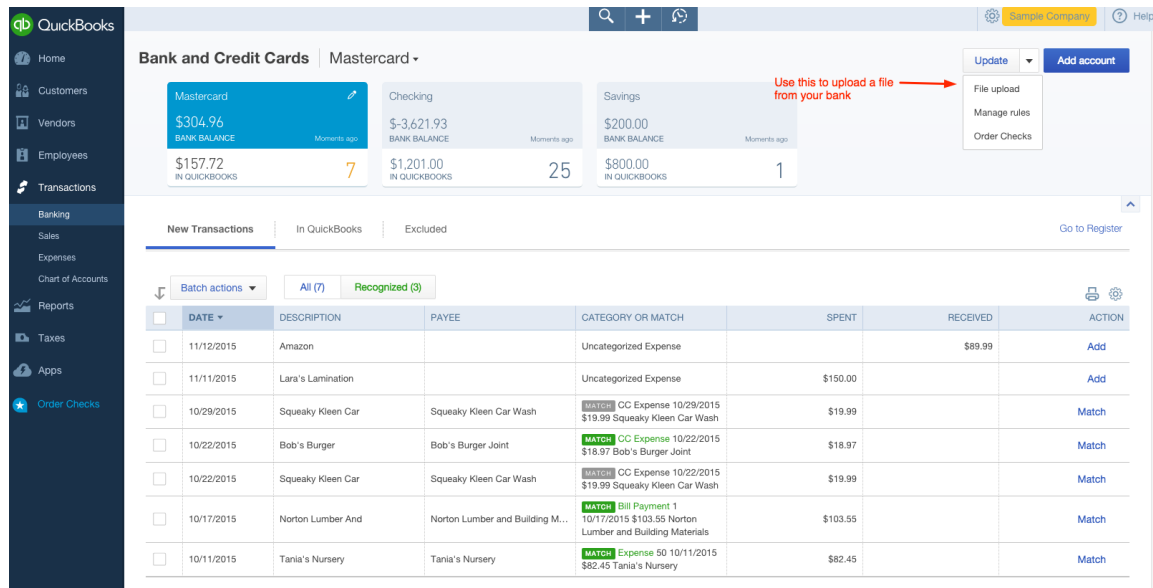 QuickBooks
Sample Company
Help
Home
Customers
Vendors
Employees
Transactions
Banking
Sales
Expenses
Chart of Accounts
Reports
Taxes
Apps
Order Checks
Bank and Credit Cards Mastercard
Update
Add account
Use this to upload a file
from your bank
File upload
Manage rules
Order Checks
Mastercard
$304.96
BANK BALANCE Moments ago
$157.72
IN QUICKBOOKS
7
Checking
$-3,621.93
BANK BALANCE Moments ago
$1,201.00
IN QUICKBOOKS
25
Savings
$200.00
BANK BALANCE Moments ago
$800.00
IN QUICKBOOKS
1
New Transactions In QuickBooks Excluded Go to Register
Batch actions All (7) Recognized (3)
DATE DESCRIPTION PAYEE CATEGORY OR MATCH SPENT RECEIVED ACTION
11/12/2015 Amazon Uncategorized Expense $89.99 Add
11/11/2015 Lara's Lamination Uncategorized Expense $150.00 Add
10/29/2015 Squeaky Kleen Car Squeaky Kleen Car Wash MATCH CC Expense 10/29/2015
$19.99 Squeaky Kleen Car Wash $19.99 Match
10/22/2015 Bob's Burger Bob's Burger Joint MATCH CC Expense 10/22/2015
$18.97 Bob's Burger Joint $18.97 Match
10/22/2015 Squeaky Kleen Car Squeaky Kleen Car Wash MATCH CC Expense 10/22/2015
$19.99 Squeaky Kleen Car Wash $19.99 Match
10/17/2015 Norton Lumber And Norton Lumber and Building M... MATCH Bill Payment 1
10/17/2015 $103.55 Norton
Lumber and Building Materials $103.55 Match
10/11/2015 Tania's Nursery Tania's Nursery MATCH Expense 50 10/11/2015
$82.45 Tania's Nursery $82.45 Match